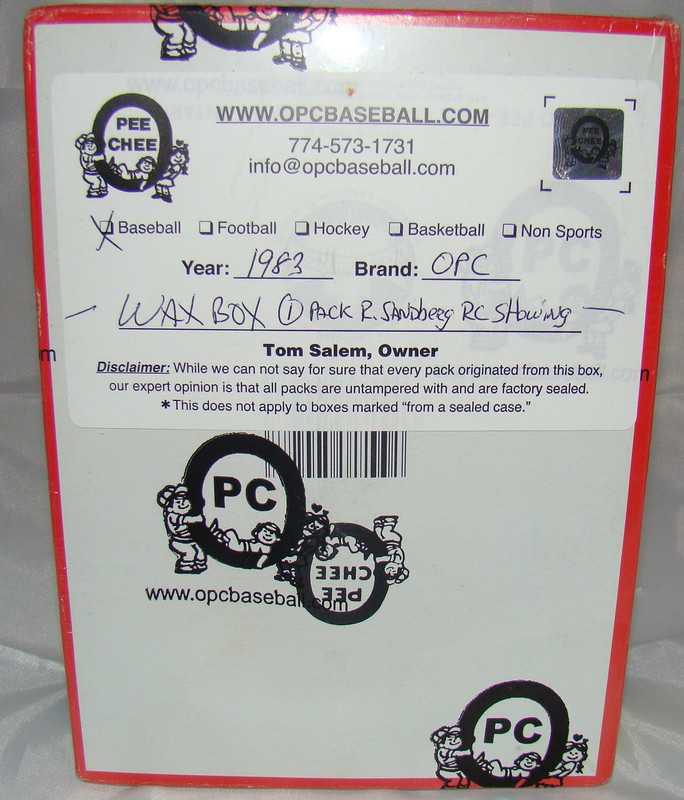 PEE
CHEE
WWW.OPCBASEBALL.COM
774-573-1731
info@opcbaseball.com
PEE
CHEE
☐ Baseball ☐ Football ☐ Hockey ☐ Basketball ☐ Non Sports
Year: 1983 Brand: OPC
— WAX BOX ① PACK R. SANDBERG RC SHOWING —
Tom Salem, Owner
Disclaimer: While we can not say for sure that every pack originated from this box,
our expert opinion is that all packs are untampered with and are factory sealed.
* This does not apply to boxes marked “from a sealed case.”
m
n
PC
PEE
CHEE
www.opcbaseball.com
PC